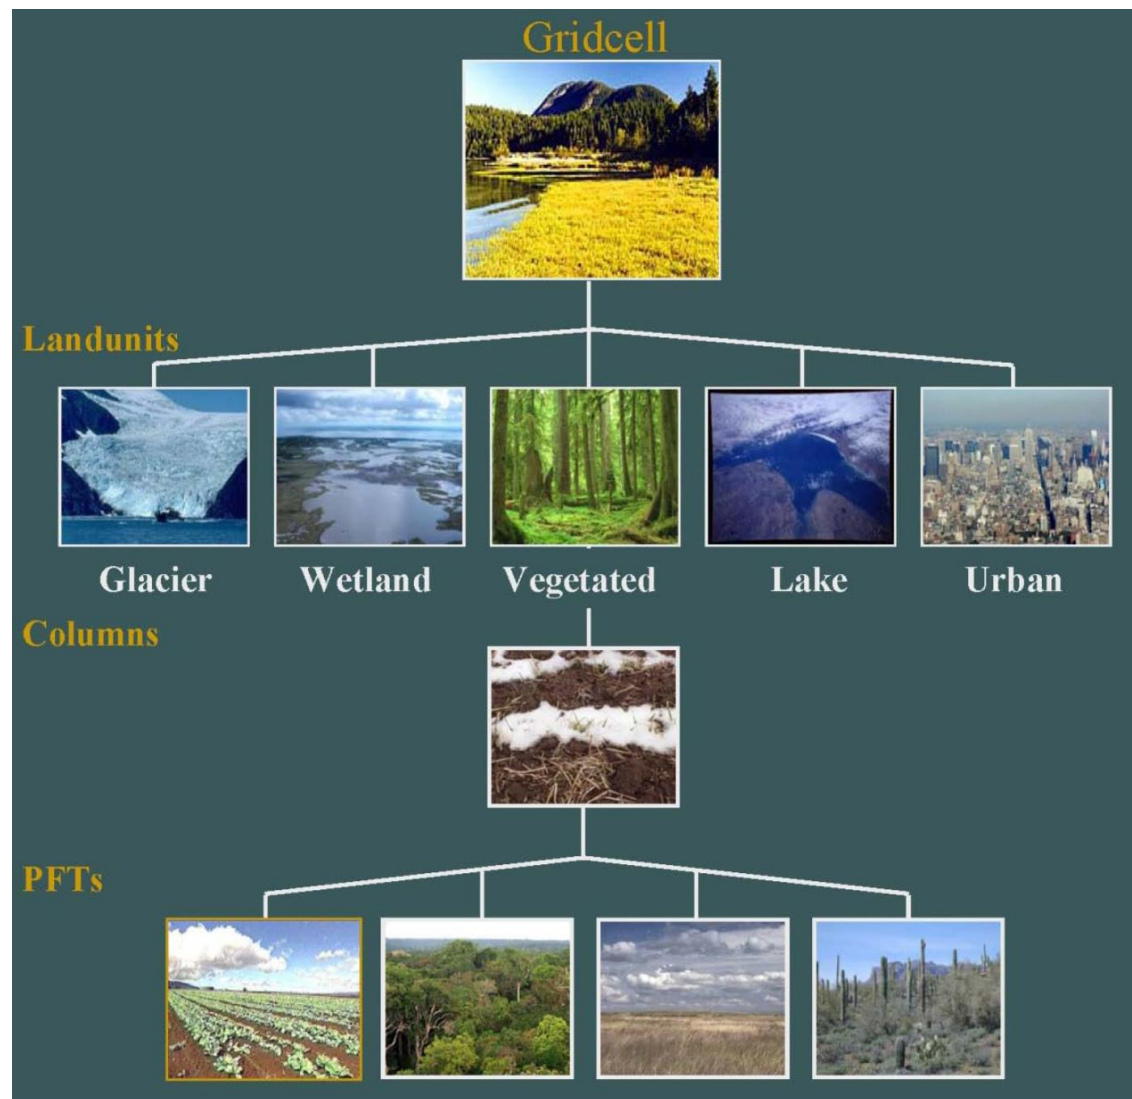 Gridcell
Landunits
Glacier
Wetland
Vegetated
Lake
Urban
Columns
PFTs